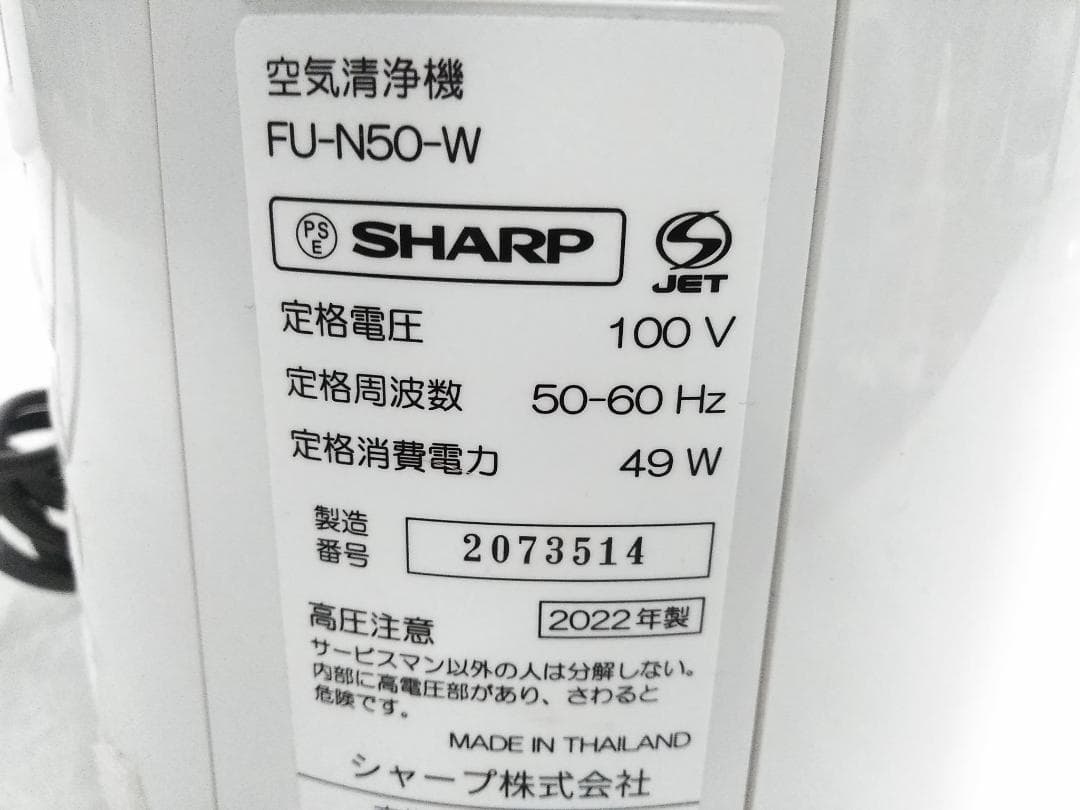 空気清浄機
FU-N50-W
PS E SHARP
JET
定格電圧 100 V
定格周波数 50-60 Hz
定格消費電力 49 W
製造番号 2073514
高圧注意 2022年製
サービスマン以外の人は分解しない。
内部に高電圧部があり、さわると
危険です。
MADE IN THAILAND
シャープ株式会社